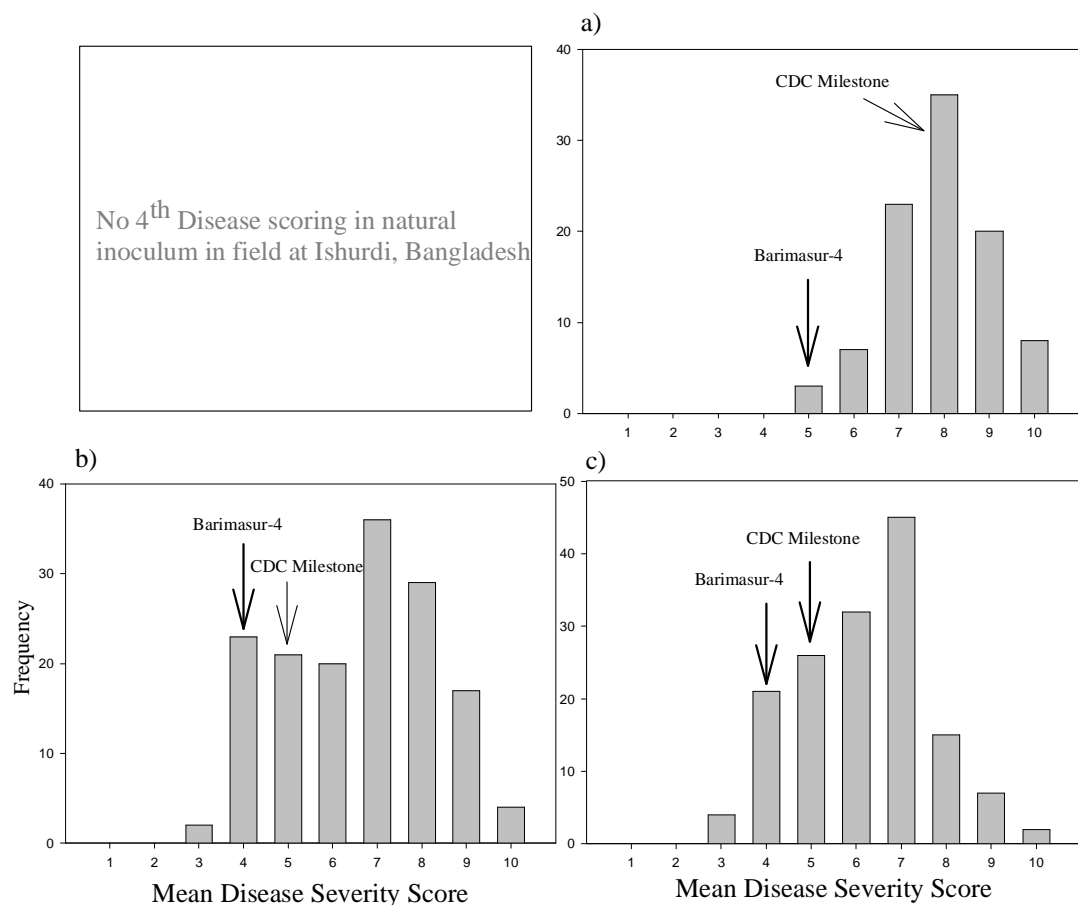 a)
No 4th Disease scoring in natural
inoculum in field at Ishurdi, Bangladesh
40
30
20
10
0
CDC Milestone
Barimasur-4
1 2 3 4 5 6 7 8 9 10
b)
40
30
20
10
0
Frequency
Barimasur-4
CDC Milestone
1 2 3 4 5 6 7 8 9 10
Mean Disease Severity Score
c)
50
40
30
20
10
0
CDC Milestone
Barimasur-4
1 2 3 4 5 6 7 8 9 10
Mean Disease Severity Score